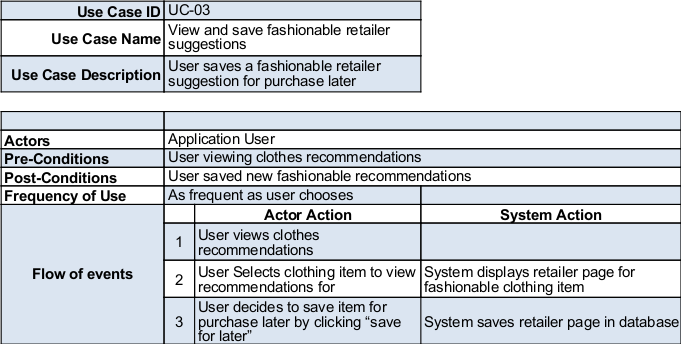 Use Case ID UC-03
Use Case Name View and save fashionable retailer
suggestions
Use Case Description User saves a fashionable retailer
suggestion for purchase later
Actors Application User
Pre-Conditions User viewing clothes recommendations
Post-Conditions User saved new fashionable recommendations
Frequency of Use As frequent as user chooses
Flow of events
Actor Action System Action
1 User views clothes
recommendations
2 User Selects clothing item to view
recommendations for
System displays retailer page for
fashionable clothing item
3 User decides to save item for
purchase later by clicking “save
for later”
System saves retailer page in database